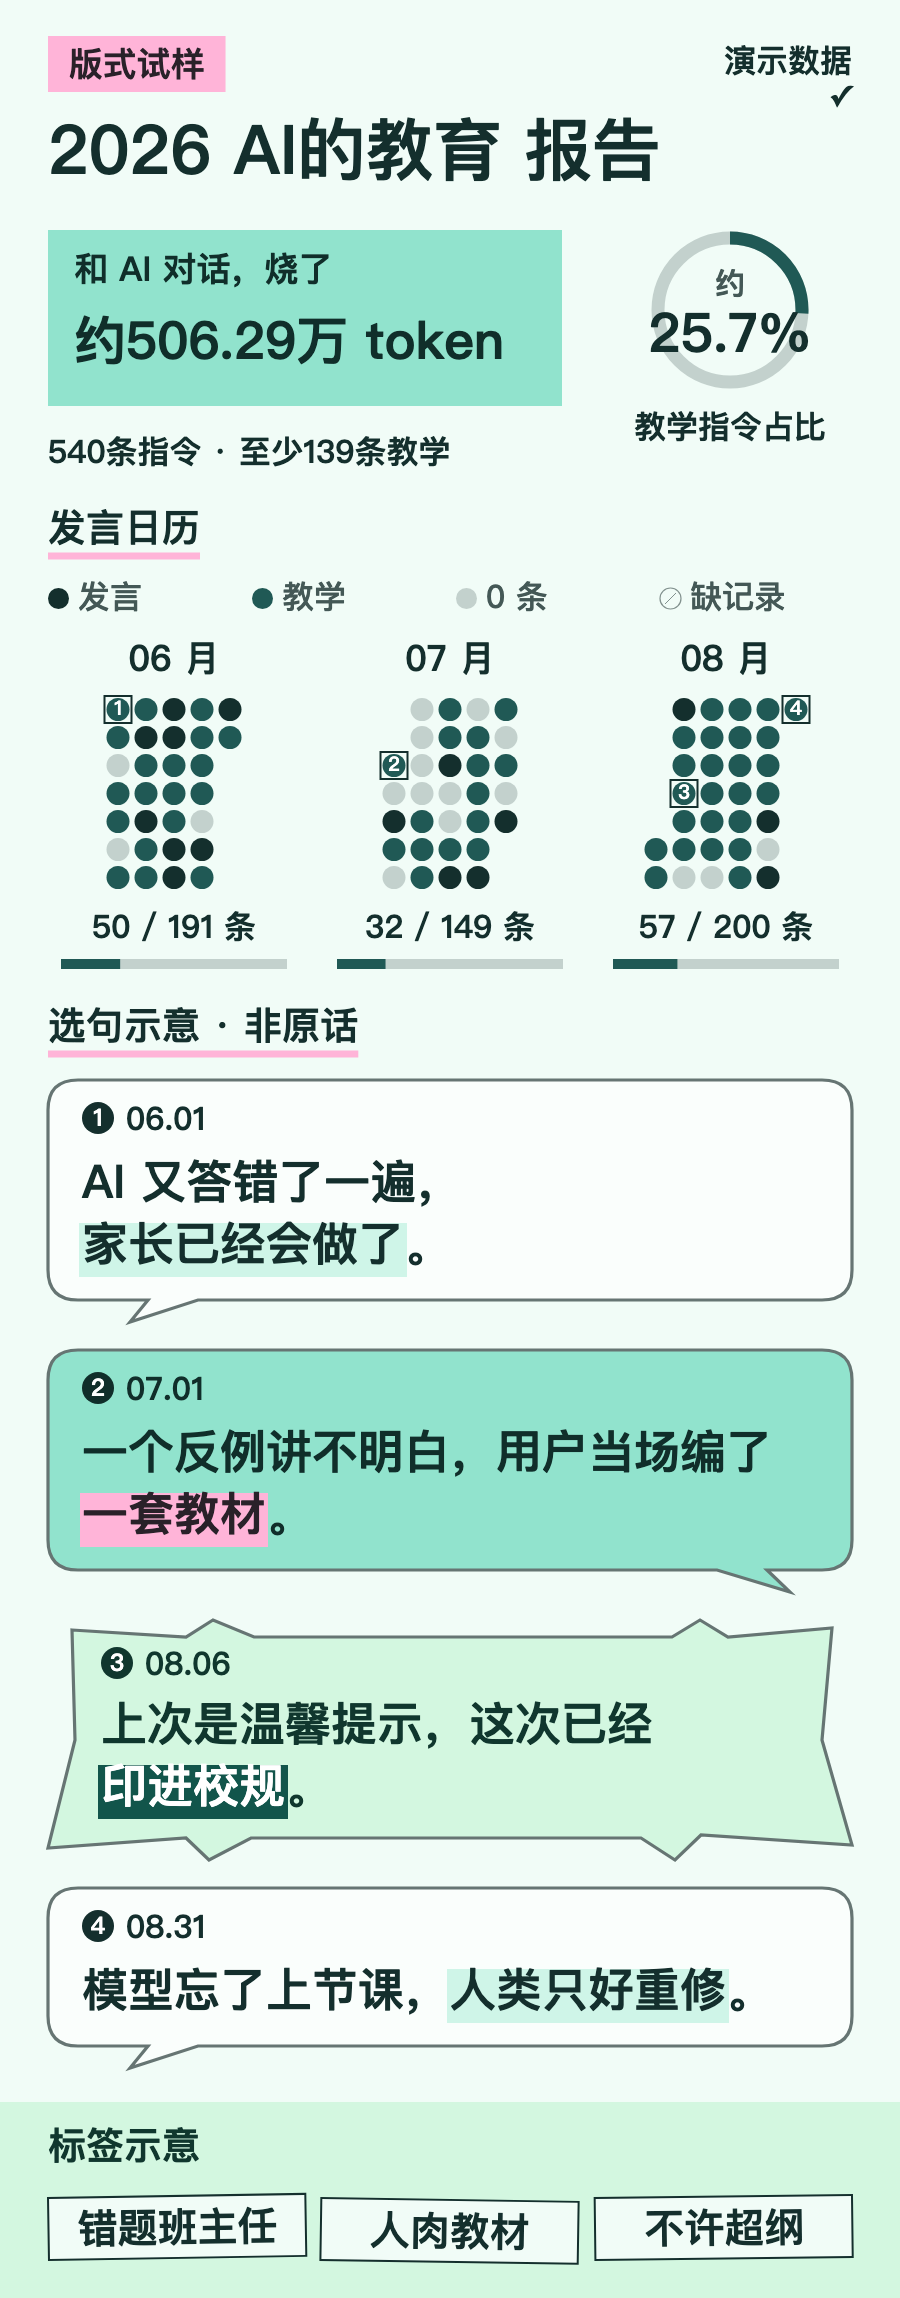 版式试样
演示数据
2026 AI的教育 报告
和 AI 对话，烧了
约506.29万 token
约
25.7%
教学指令占比
540条指令 · 至少139条教学
发言日历
发言
教学
0 条
缺记录
06 月
07 月
08 月
1
4
2
3
50 / 191 条
32 / 149 条
57 / 200 条
选句示意 · 非原话
1 06.01
AI 又答错了一遍，
家长已经会做了。
2 07.01
一个反例讲不明白，用户当场编了
一套教材。
3 08.06
上次是温馨提示，这次已经
印进校规。
4 08.31
模型忘了上节课，人类只好重修。
标签示意
错题班主任
人肉教材
不许超纲